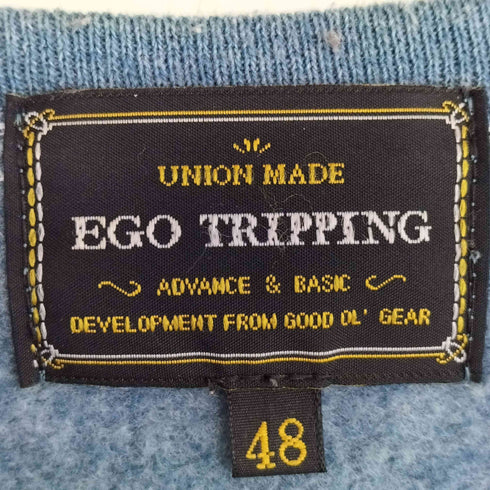 UNION MADE
EGO TRIPPING
ADVANCE & BASIC
DEVELOPMENT FROM GOOD OL' GEAR
48